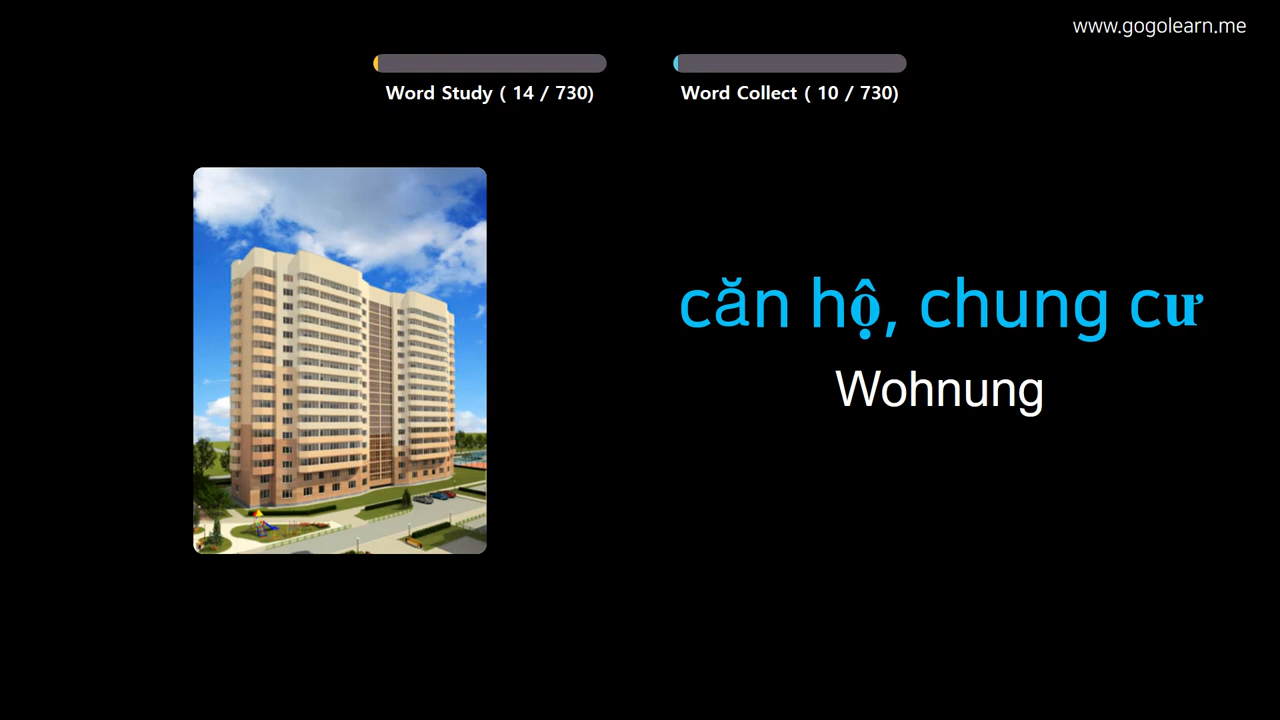 www.gogolearn.me
Word Study ( 14 / 730)
Word Collect ( 10 / 730)
căn hộ, chung cư
Wohnung